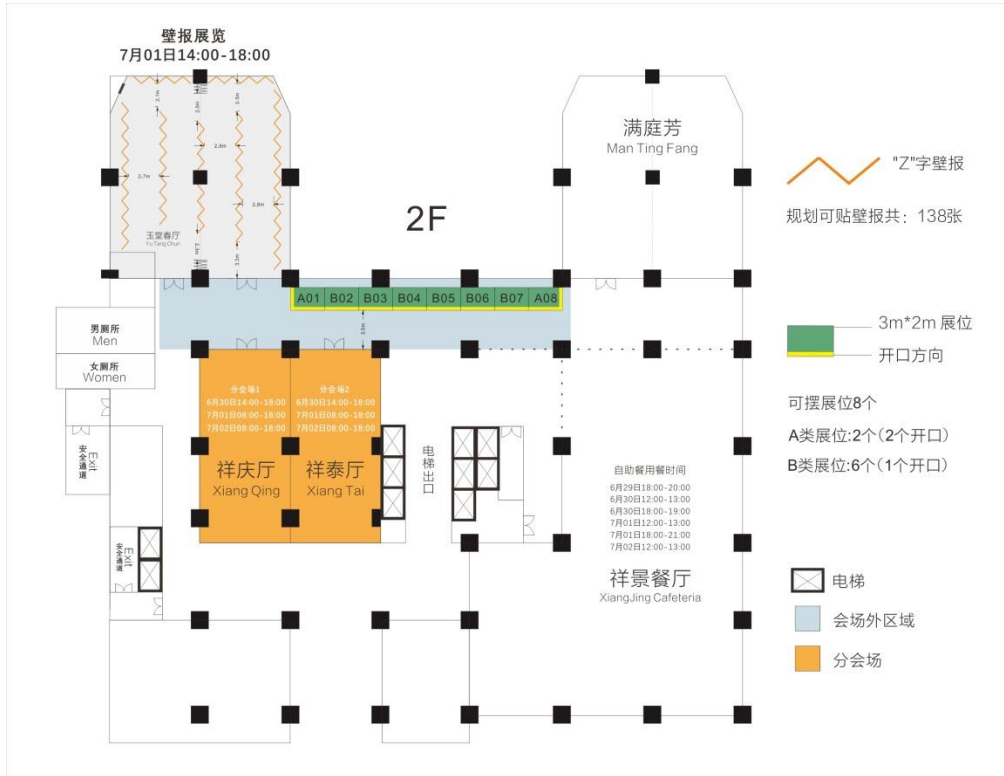 壁报展览
7月01日14:00-18:00
2.8m
2.7m
2.8m
玉堂春厅
Yu Tang Chun
满庭芳
Man Ting Fang
2F
"Z"字壁报
规划可贴壁报共：138张
A01 B02 B03 B04 B05 B06 B07 A08
3m*2m 展位
开口方向
可摆展位8个
A类展位:2个(2个开口)
B类展位:6个(1个开口)
男厕所
Men
女厕所
Women
Exit
安全通道
Exit
安全通道
分会场1
6月30日14:00-18:00
7月01日08:00-18:00
7月02日08:00-18:00
祥庆厅
Xiang Qing
分会场2
6月30日14:00-18:00
7月01日08:00-18:00
7月02日08:00-18:00
祥泰厅
Xiang Tai
电梯出口
自助餐用餐时间
6月29日18:00-20:00
6月30日12:00-13:00
6月30日18:00-19:00
7月01日12:00-13:00
7月01日18:00-21:00
7月02日12:00-13:00
祥景餐厅
XiangJing Cafeteria
电梯
会场外区域
分会场